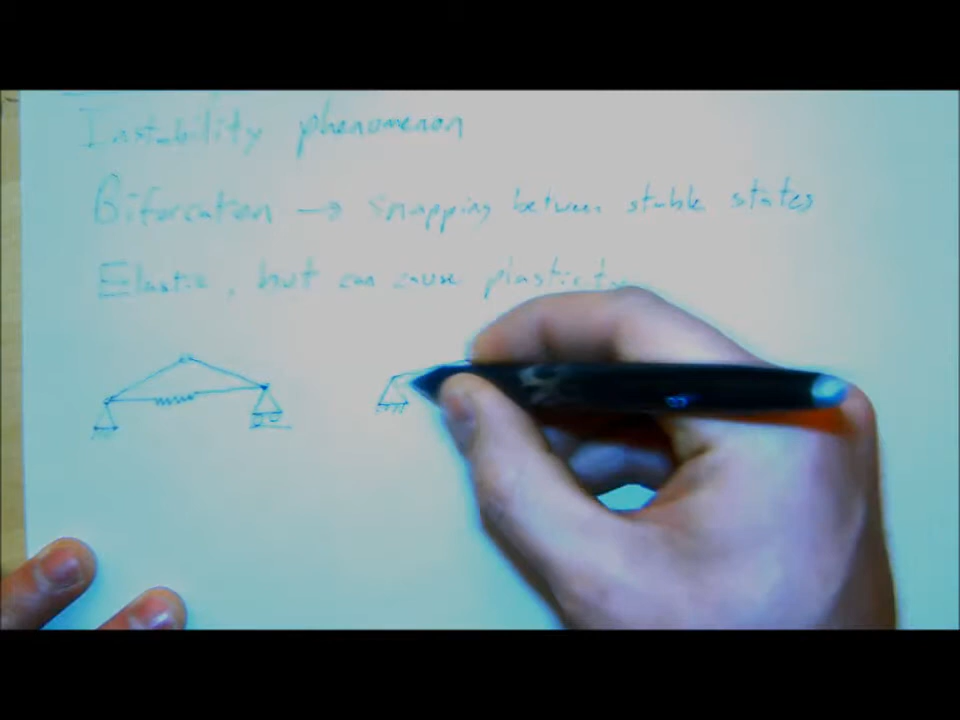 Instability phenomenon
Bifurcation → snapping between stable states
Elastic, but can cause plasticity